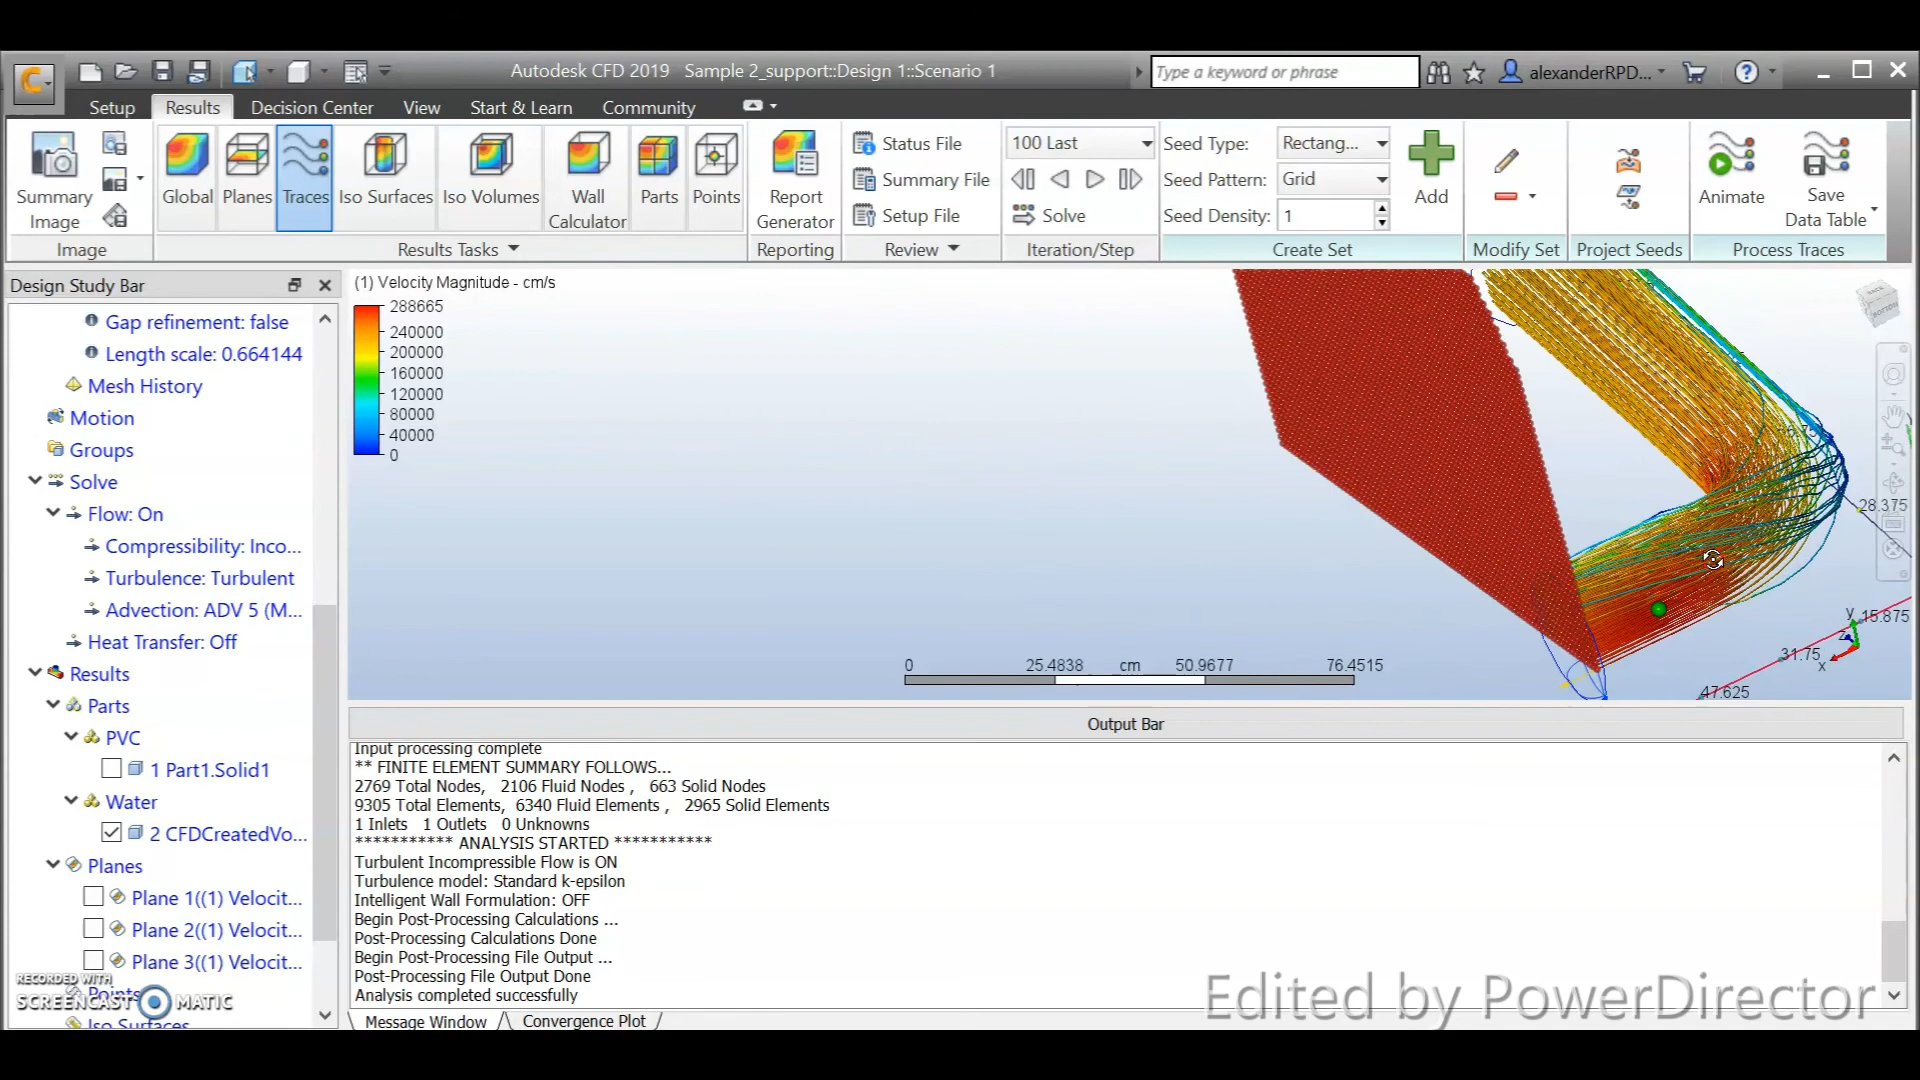 Autodesk CFD 2019 Sample 2_support::Design 1::Scenario 1
Type a keyword or phrase
alexanderRPD...
Setup Results Decision Center View Start & Learn Community
Summary Image
Global
Planes
Traces
Iso Surfaces
Iso Volumes
Wall Calculator
Parts
Points
Report Generator
Status File
Summary File
Setup File
100 Last
Solve
Seed Type: Rectang...
Seed Pattern: Grid
Seed Density: 1
Add
Animate
Save Data Table
Image
Results Tasks
Reporting
Review
Iteration/Step
Create Set
Modify Set
Project Seeds
Process Traces
Design Study Bar
Gap refinement: false
Length scale: 0.664144
Mesh History
Motion
Groups
Solve
Flow: On
Compressibility: Inco...
Turbulence: Turbulent
Advection: ADV 5 (M...
Heat Transfer: Off
Results
Parts
PVC
1 Part1.Solid1
Water
2 CFDCreatedVo...
Planes
Plane 1((1) Velocit...
Plane 2((1) Velocit...
Plane 3((1) Velocit...
Points
Iso Surfaces
RECORDED WITH
SCREENCAST MATIC
(1) Velocity Magnitude - cm/s
288665
240000
200000
160000
120000
80000
40000
0
BACK
BOTTOM
28.375
15.875
31.75
47.625
y
z
x
0 25.4838 cm 50.9677 76.4515
Output Bar
Input processing complete
** FINITE ELEMENT SUMMARY FOLLOWS...
2769 Total Nodes, 2106 Fluid Nodes , 663 Solid Nodes
9305 Total Elements, 6340 Fluid Elements , 2965 Solid Elements
1 Inlets 1 Outlets 0 Unknowns
*********** ANALYSIS STARTED ***********
Turbulent Incompressible Flow is ON
Turbulence model: Standard k-epsilon
Intelligent Wall Formulation: OFF
Begin Post-Processing Calculations ...
Post-Processing Calculations Done
Begin Post-Processing File Output ...
Post-Processing File Output Done
Analysis completed successfully
Message Window Convergence Plot
Edited by PowerDirector